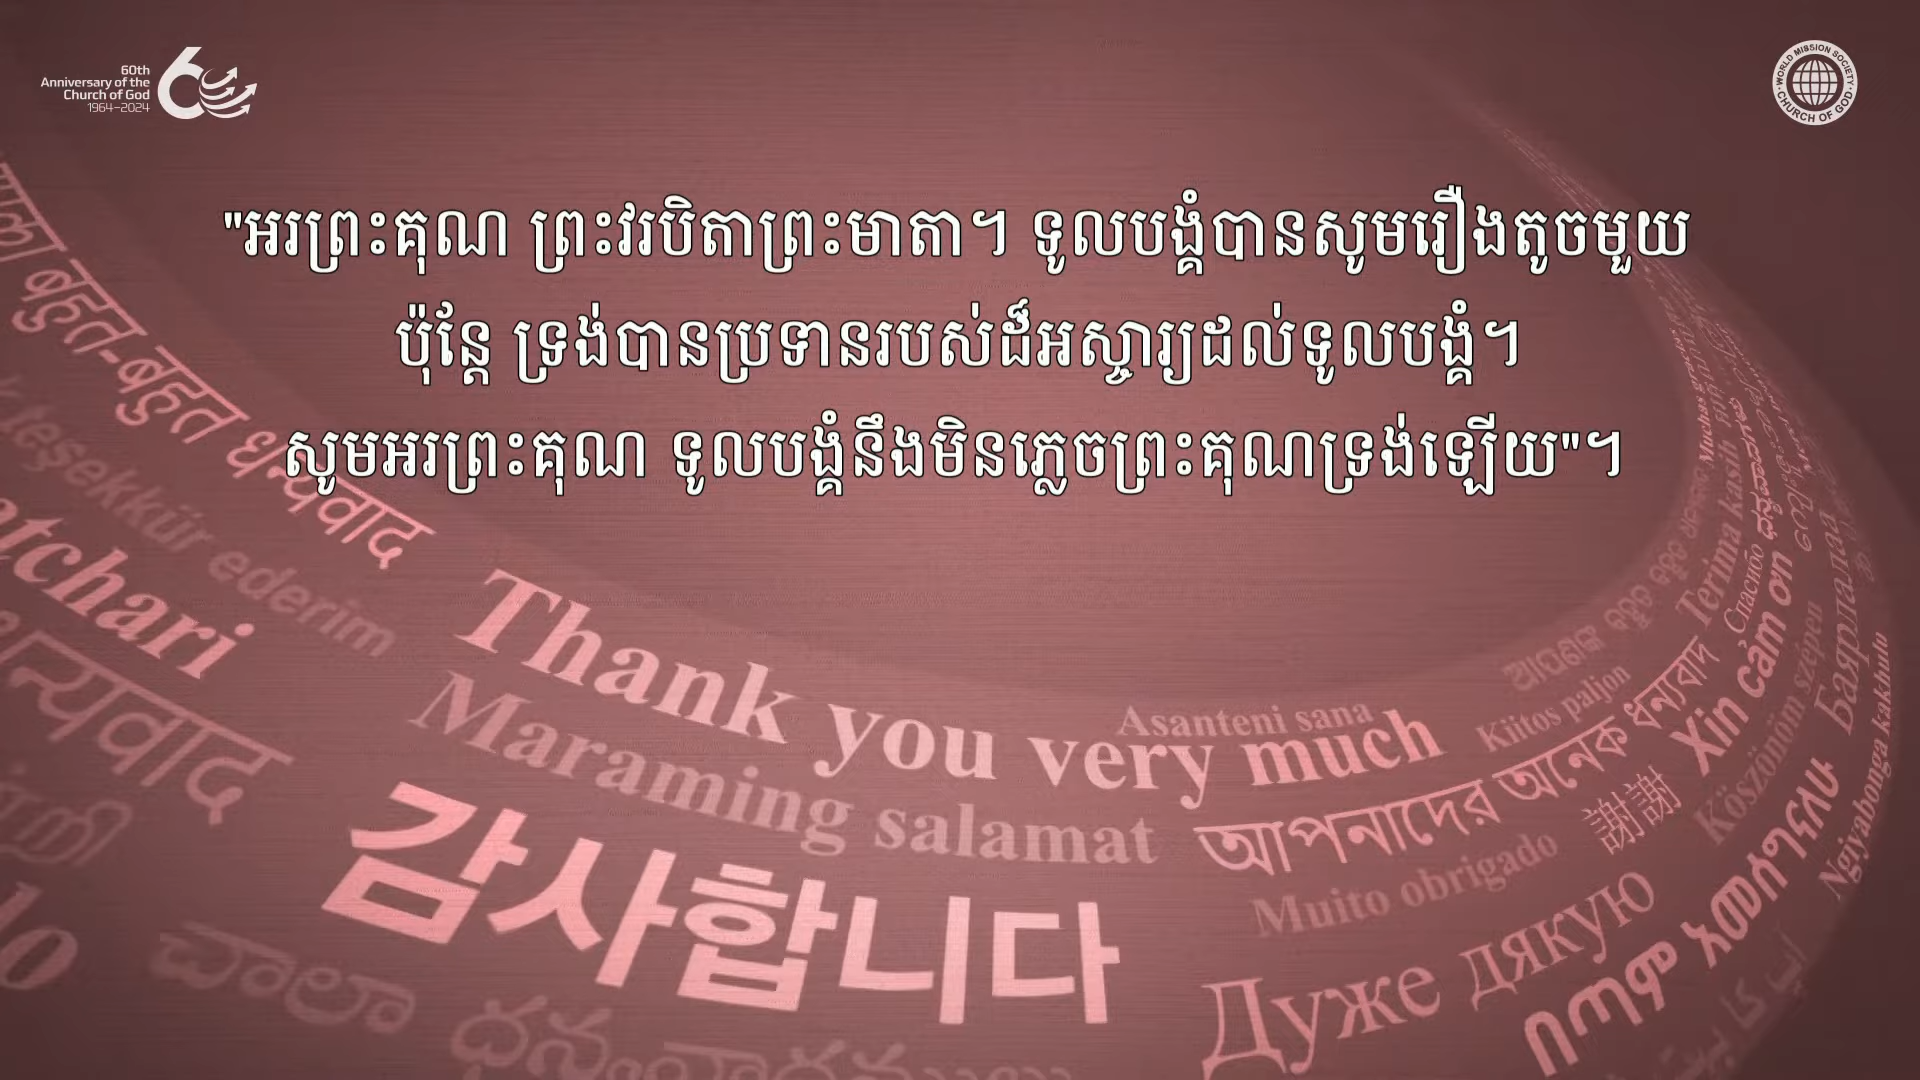 60th
Anniversary of the
Church of God
1964–2024
60
WORLD MISSION SOCIETY
CHURCH OF GOD
"អរព្រះគុណ ព្រះវរបិតាព្រះមាតា។ ទូលបង្គំបានសូមរឿងតូចមួយ
ប៉ុន្តែ ទ្រង់បានប្រទានរបស់ដ៏អស្ចារ្យដល់ទូលបង្គំ។
សូមអរព្រះគុណ ទូលបង្គំនឹងមិនភ្លេចព្រះគុណទ្រង់ឡើយ"។
बहुत-बहुत धन्यवाद
teşekkür ederim
Thank you very much
Maraming salamat
감사합니다
Asanteni sana
Kiitos paljon
আপনাদের অনেক ধন্যবাদ
Muito obrigado
謝謝
Xin cảm ơn
Terima kasih
Спасибо
Köszönöm szépen
Баярлалаа
Ngiyabonga kakhulu
Дуже дякую
በጣም አመሰግናለሁ
చాలా